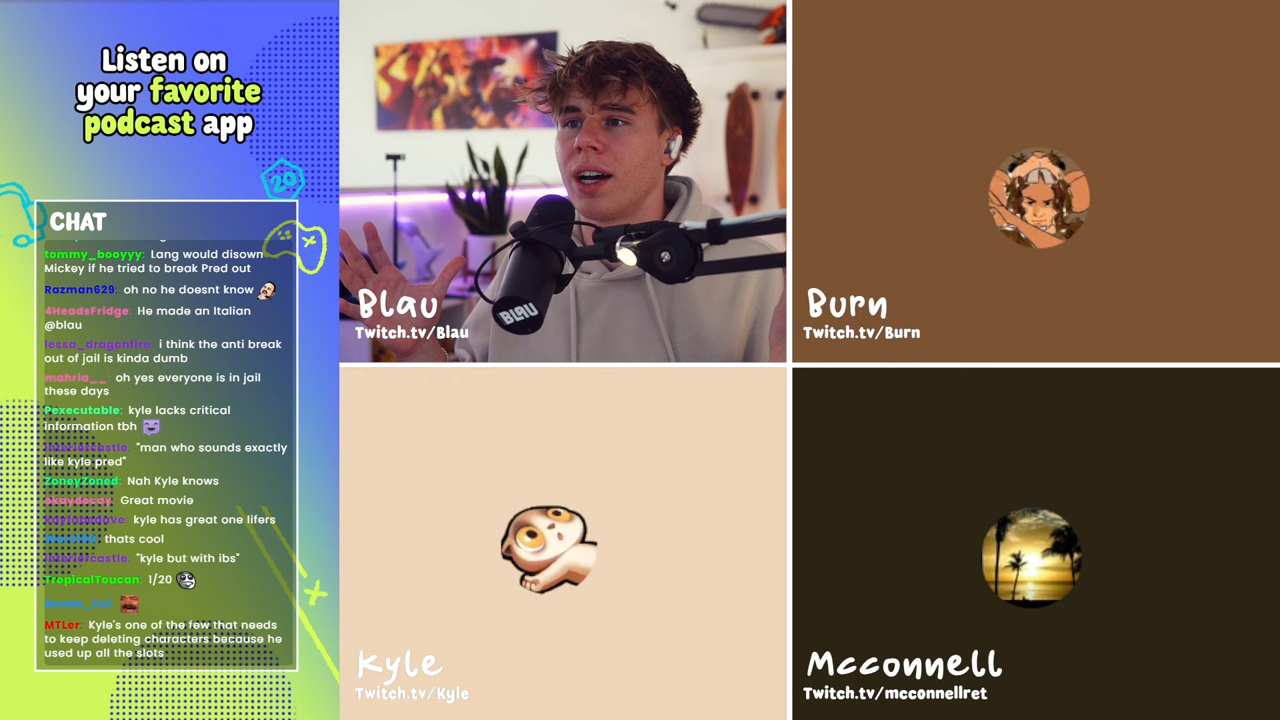 Listen on
your favorite
podcast app
20
CHAT
tommy_booyyy: Lang would disown
Mickey if he tried to break Pred out
Razman629: oh no he doesnt know
4HeadsFridge: He made an Italian
@blau
lessa_dragonfire: i think the anti break
out of jail is kinda dumb
mahria__: oh yes everyone is in jail
these days
Pexecutable: kyle lacks critical
information tbh
interiorcastle: "man who sounds exactly
like kyle pred"
ZoneyZoned: Nah Kyle knows
okaydecay: Great movie
kyle has great one lifers
thats cool
interiorcastle: "kyle but with ibs"
TropicalToucan: 1/20
MTLer: Kyle's one of the few that needs
to keep deleting characters because he
used up all the slots
BLAU
Blau
Twitch.tv/Blau
Burn
Twitch.tv/Burn
Kyle
Twitch.tv/Kyle
Mcconnell
Twitch.tv/mcconnellret